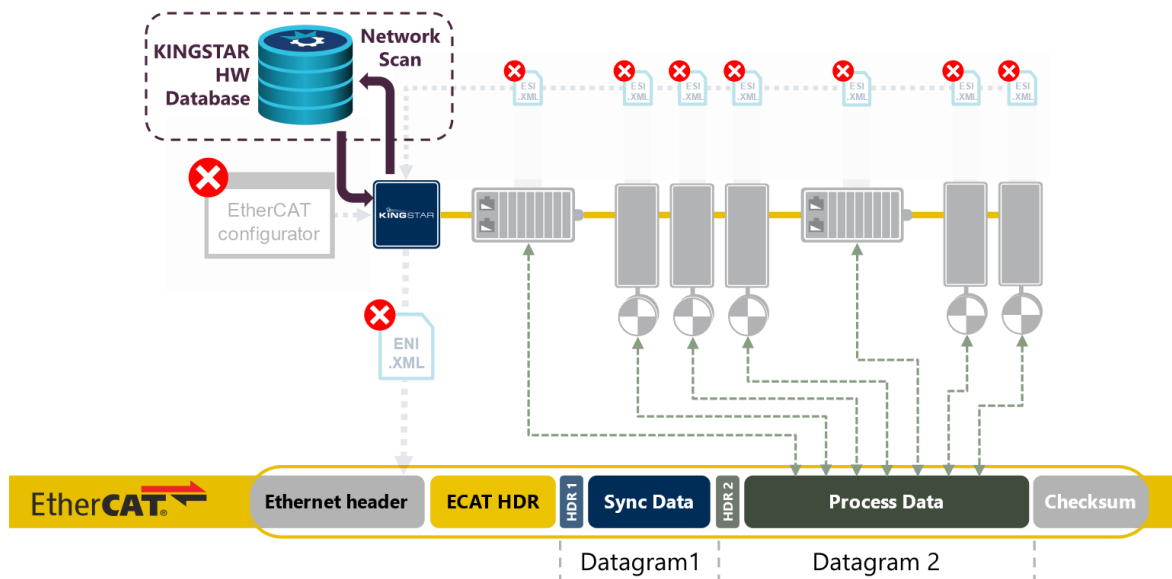 KINGSTAR
HW
Database
Network
Scan
ESI
.XML
ESI
.XML
ESI
.XML
ESI
.XML
ESI
.XML
ESI
.XML
ESI
.XML
EtherCAT
configurator
KINGSTAR
ENI
.XML
EtherCAT®
Ethernet header
ECAT HDR
HDR 1
Sync Data
HDR 2
Process Data
Checksum
Datagram1
Datagram 2